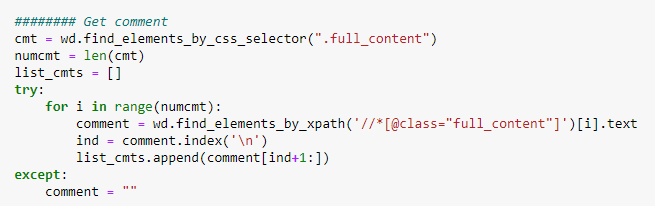 ######## Get comment
cmt = wd.find_elements_by_css_selector(".full_content")
numcmt = len(cmt)
list_cmts = []
try:
    for i in range(numcmt):
        comment = wd.find_elements_by_xpath('//*[@class="full_content"]')[i].text
        ind = comment.index('\n')
        list_cmts.append(comment[ind+1:])
except:
    comment = ""